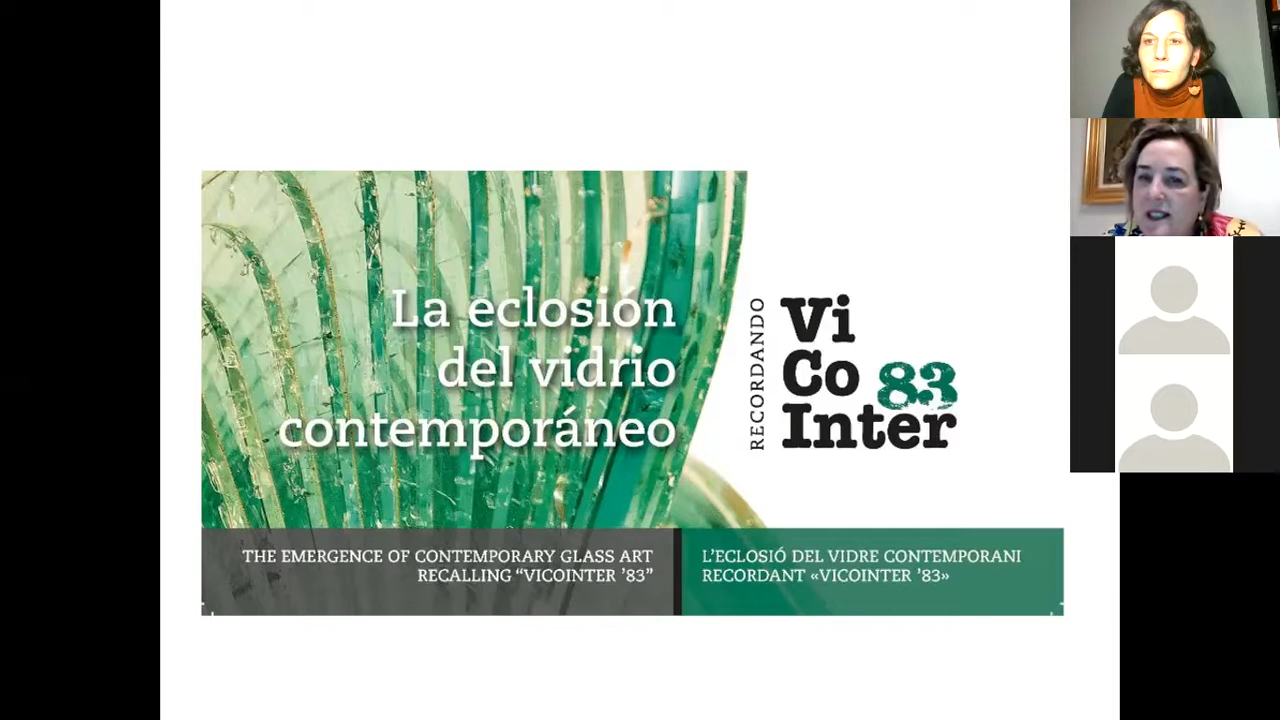 La eclosión
del vidrio
contemporáneo
RECORDANDO
Vi
Co 83
Inter
THE EMERGENCE OF CONTEMPORARY GLASS ART
RECALLING “VICOINTER ’83”
L’ECLOSIÓ DEL VIDRE CONTEMPORANI
RECORDANT «VICOINTER ’83»